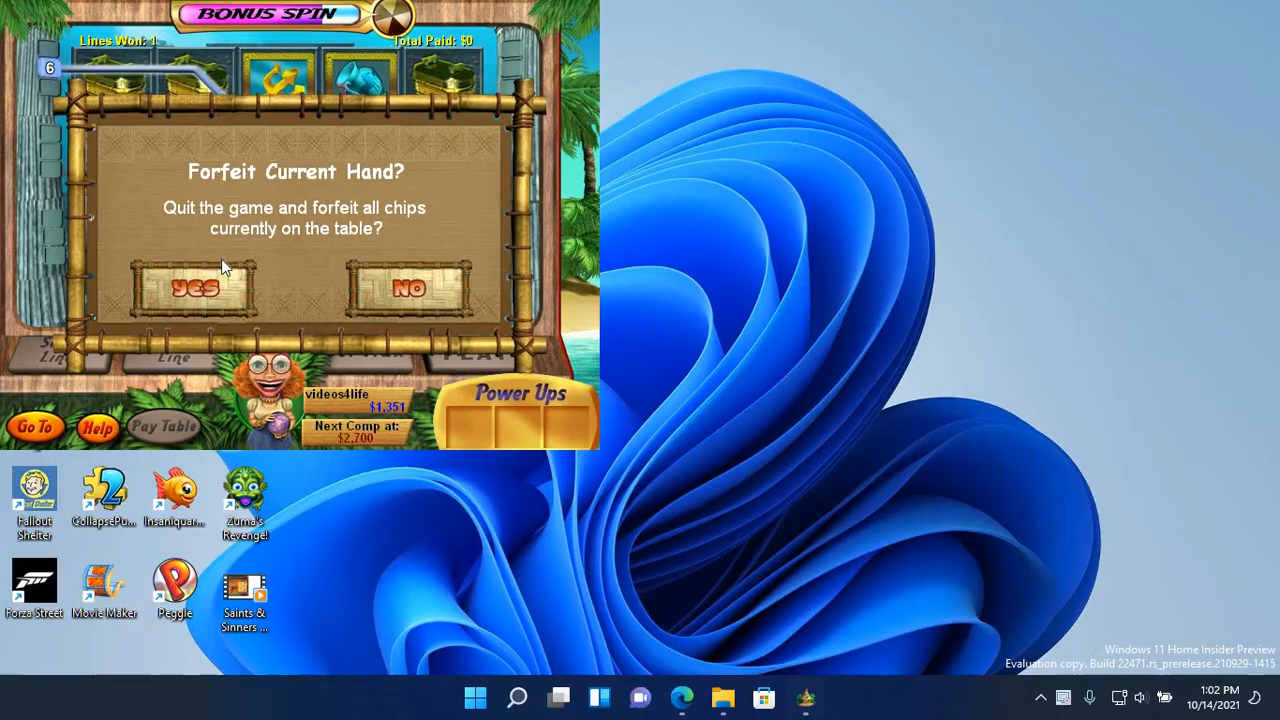 BONUS SPIN
Lines Won: 1
Total Paid: $0
6
Forfeit Current Hand?
Quit the game and forfeit all chips
currently on the table?
YES
NO
Line
videos4life
$1,351
Next Comp at:
$2,700
Power Ups
Go To
Help
Pay Table
Fallout
Shelter
CollapsePu...
Insaniquar...
Zuma's
Revenge!
Forza Street
Movie Maker
Peggle
Saints &
Sinners ...
Windows 11 Home Insider Preview
Evaluation copy. Build 22471.rs_prerelease.210929-1415
1:02 PM
10/14/2021